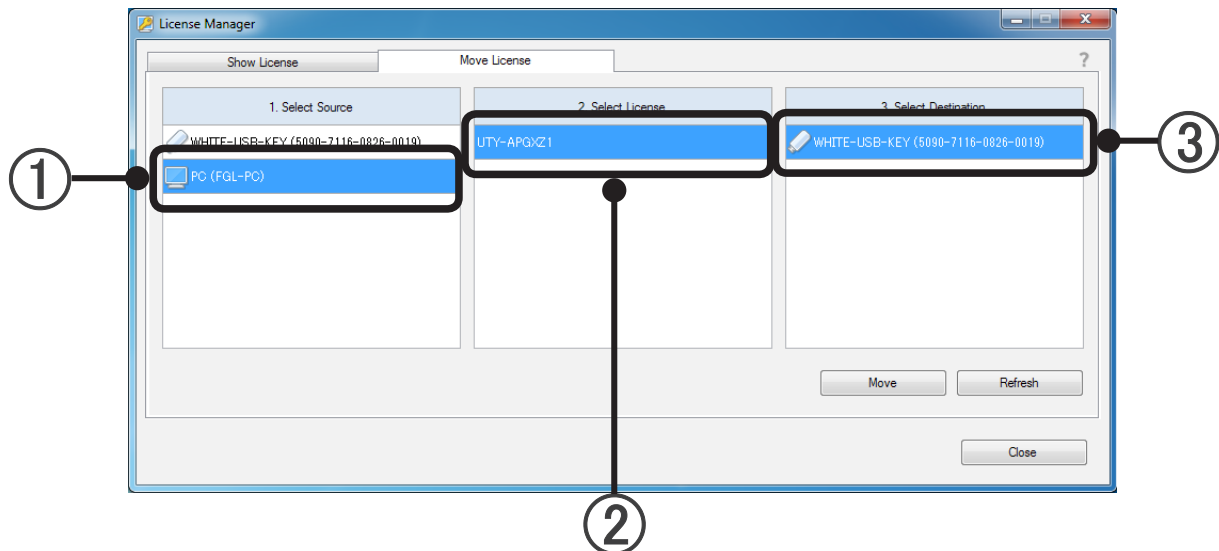 License Manager
Show License
Move License
?
1. Select Source
2. Select License
3. Select Destination
WHITE-USB-KEY (5090-7116-0826-0019)
UTY-APGXZ1
WHITE-USB-KEY (5090-7116-0826-0019)
PC (FGL-PC)
①
③
Move
Refresh
Close
②